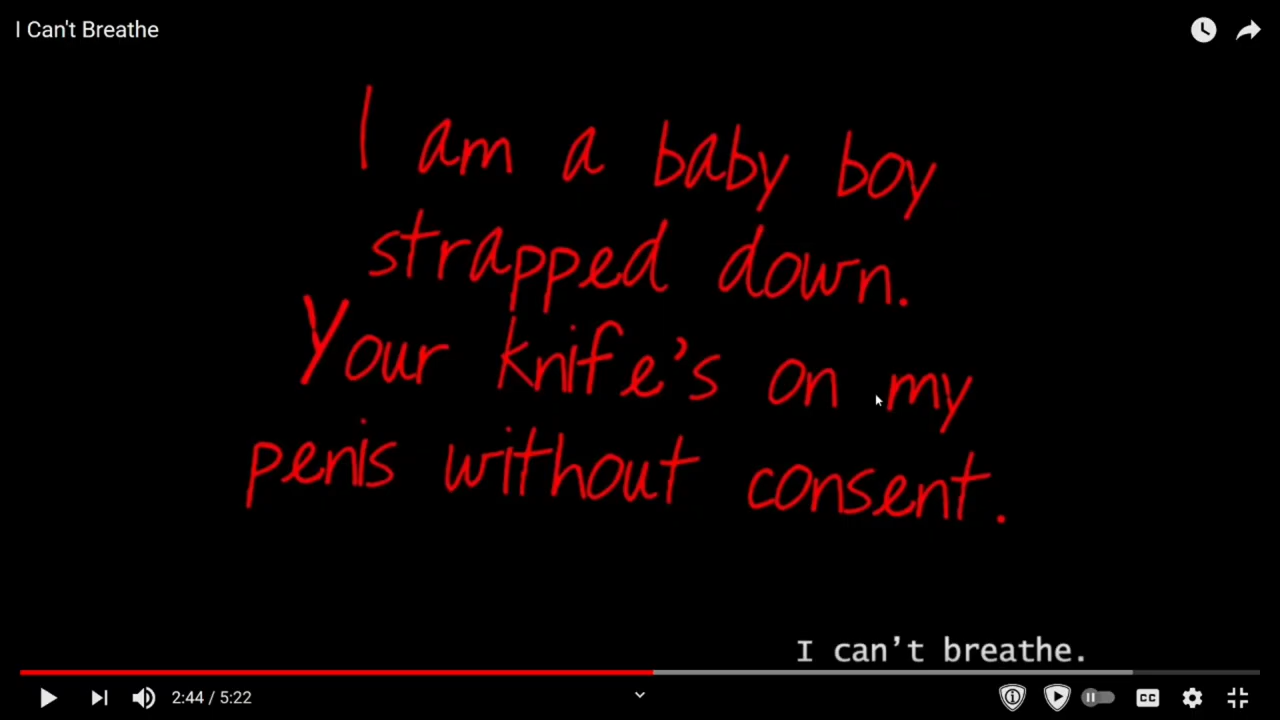 I Can't Breathe
I am a baby boy
strapped down.
Your knife's on my
penis without consent.
I can't breathe.
2:44 / 5:22
CC